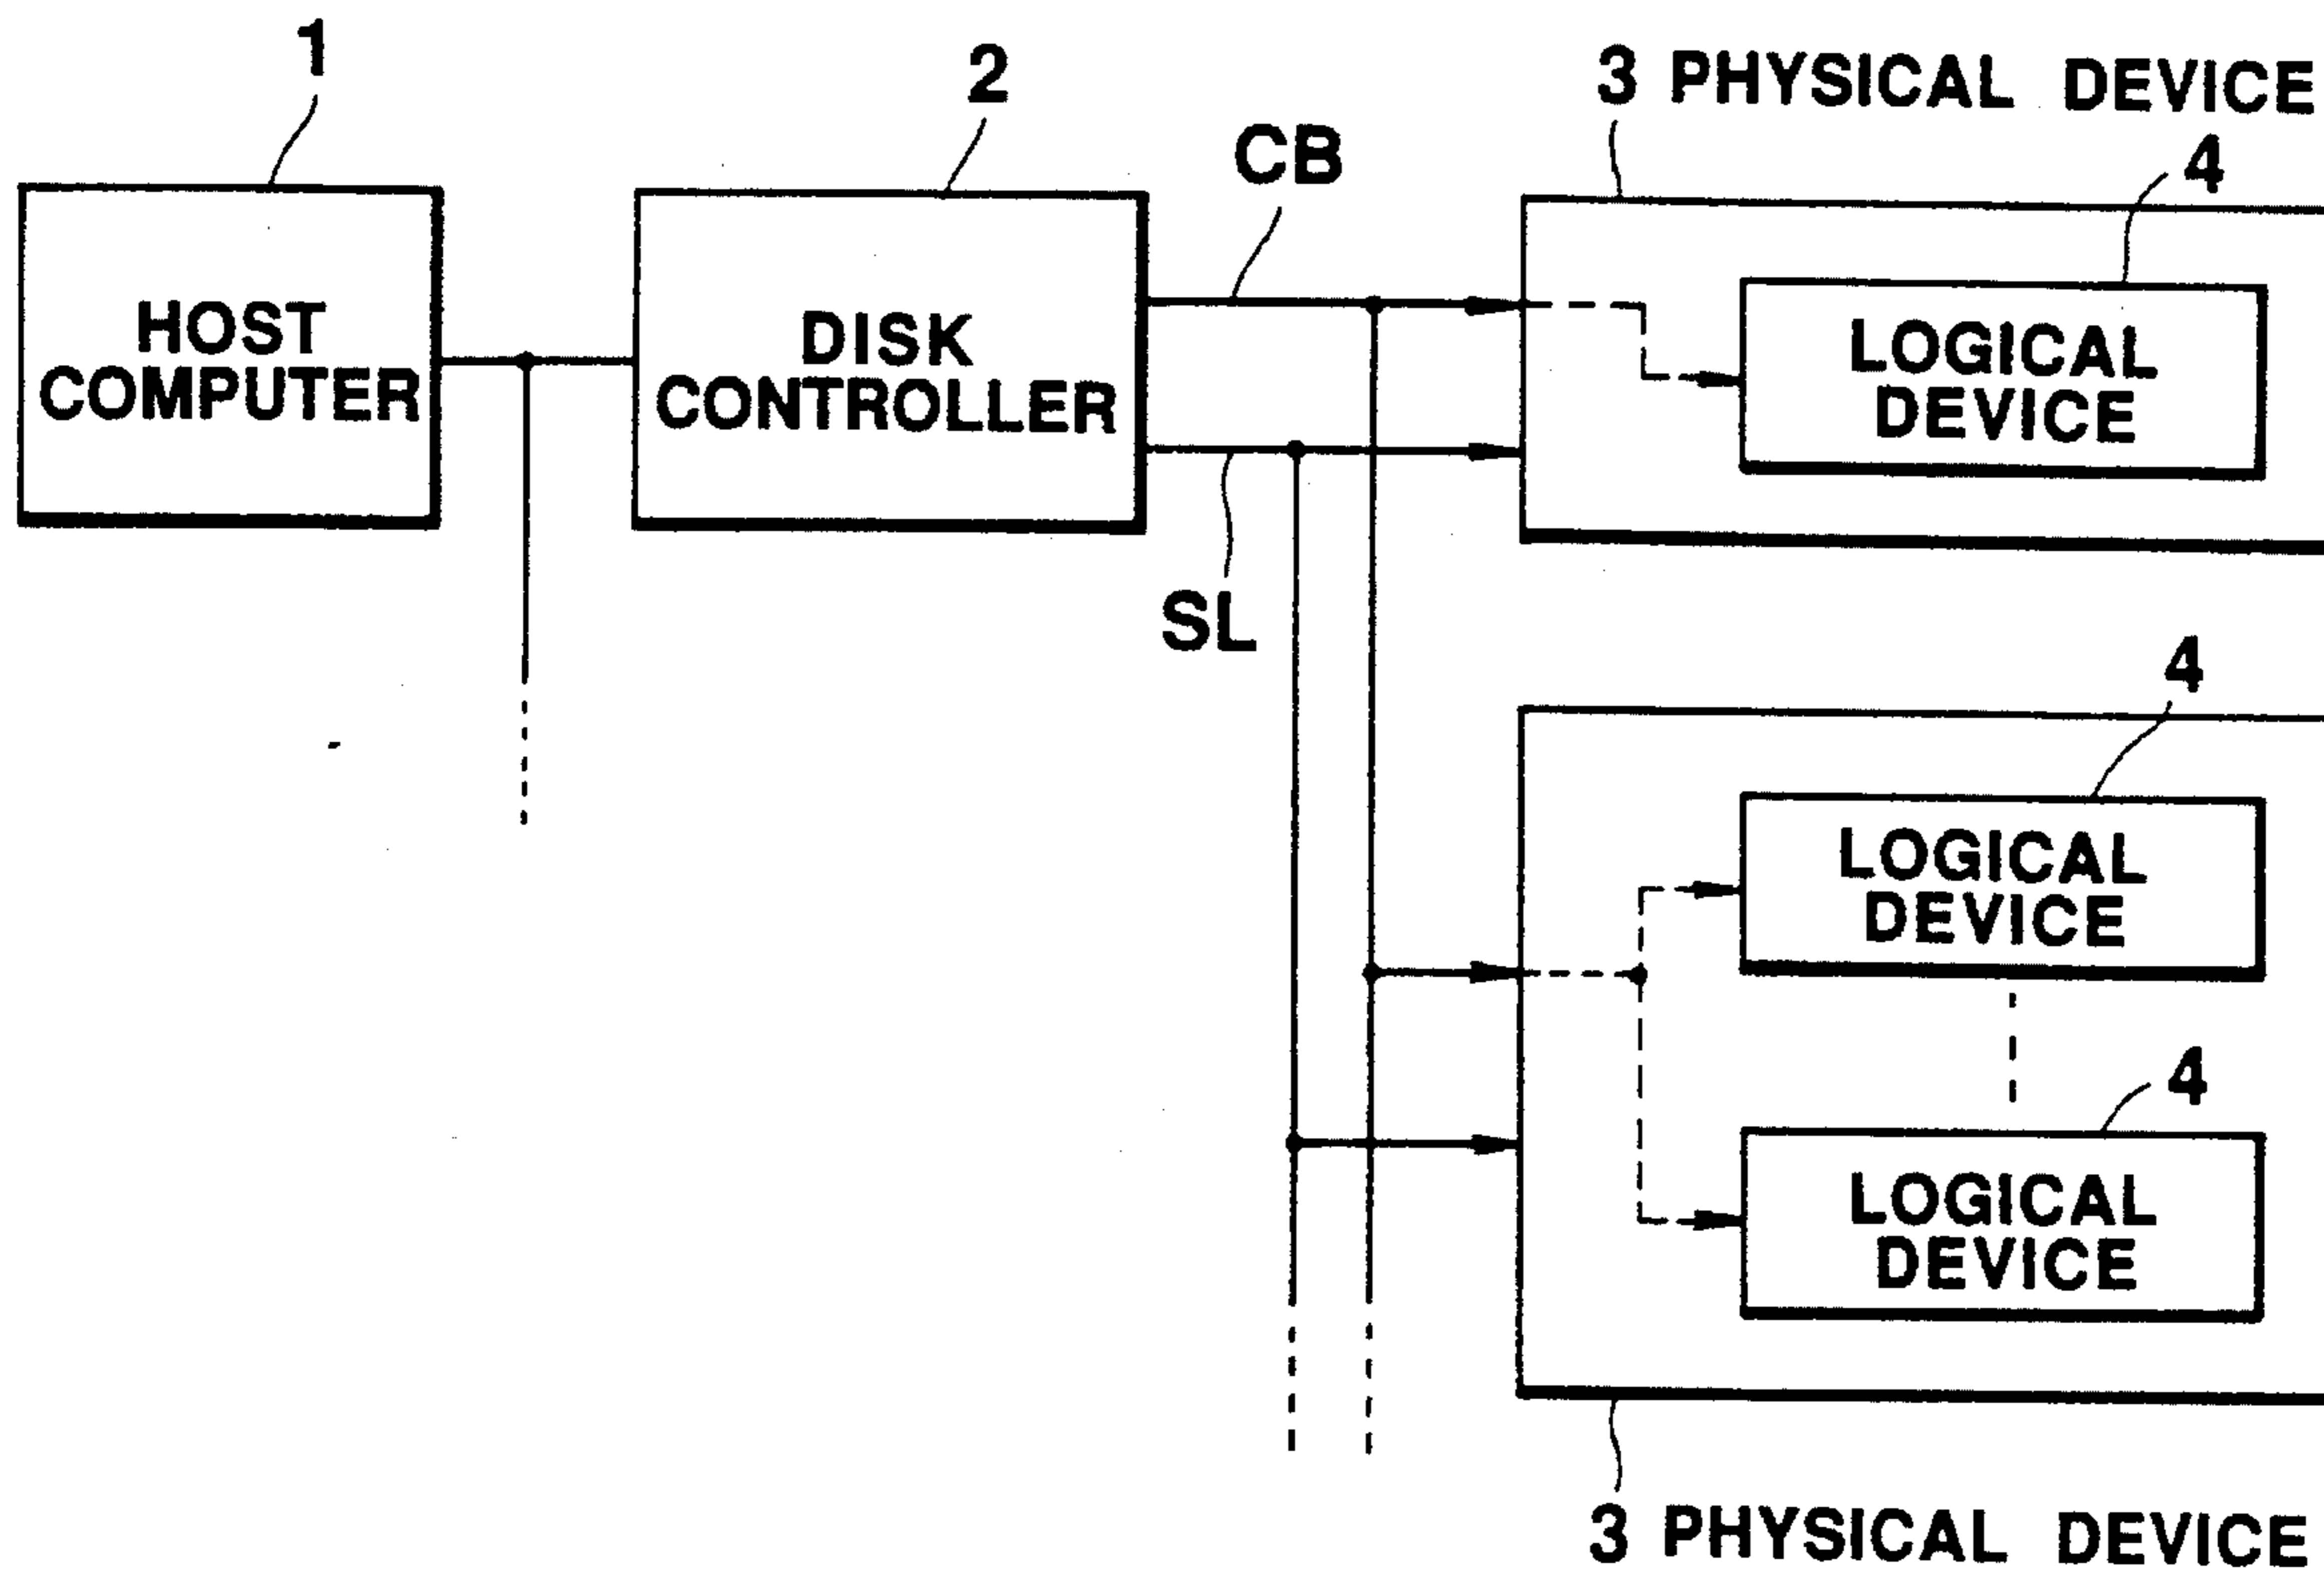 1
2
3 PHYSICAL DEVICE
CB
4
HOST
COMPUTER
DISK
CONTROLLER
LOGICAL
DEVICE
SL
4
LOGICAL
DEVICE
4
LOGICAL
DEVICE
3 PHYSICAL DEVICE